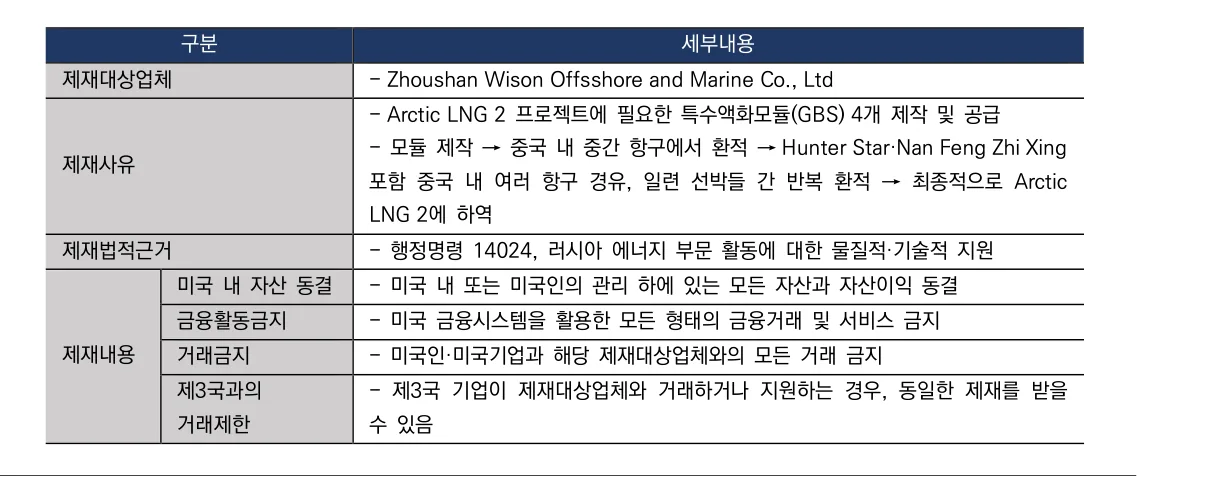 구분 세부내용
제재대상업체 - Zhoushan Wison Offsshore and Marine Co., Ltd
제재사유
- Arctic LNG 2 프로젝트에 필요한 특수액화모듈(GBS) 4개 제작 및 공급
- 모듈 제작 → 중국 내 중간 항구에서 환적 → Hunter Star·Nan Feng Zhi Xing
포함 중국 내 여러 항구 경유, 일련 선박들 간 반복 환적 → 최종적으로 Arctic
LNG 2에 하역
제재법적근거 - 행정명령 14024, 러시아 에너지 부문 활동에 대한 물질적·기술적 지원
제재내용
미국 내 자산 동결 - 미국 내 또는 미국인의 관리 하에 있는 모든 자산과 자산이익 동결
금융활동금지 - 미국 금융시스템을 활용한 모든 형태의 금융거래 및 서비스 금지
거래금지 - 미국인·미국기업과 해당 제재대상업체와의 모든 거래 금지
제3국과의
거래제한
- 제3국 기업이 제재대상업체와 거래하거나 지원하는 경우, 동일한 제재를 받을
수 있음